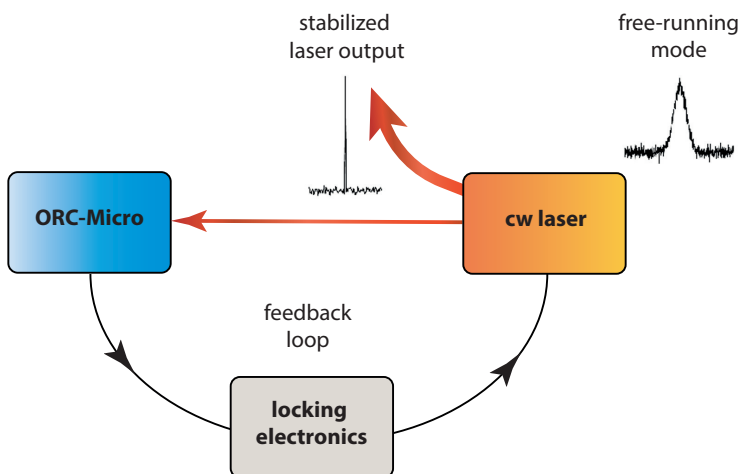 stabilized
laser output
free-running
mode
ORC-Micro
cw laser
feedback
loop
locking
electronics